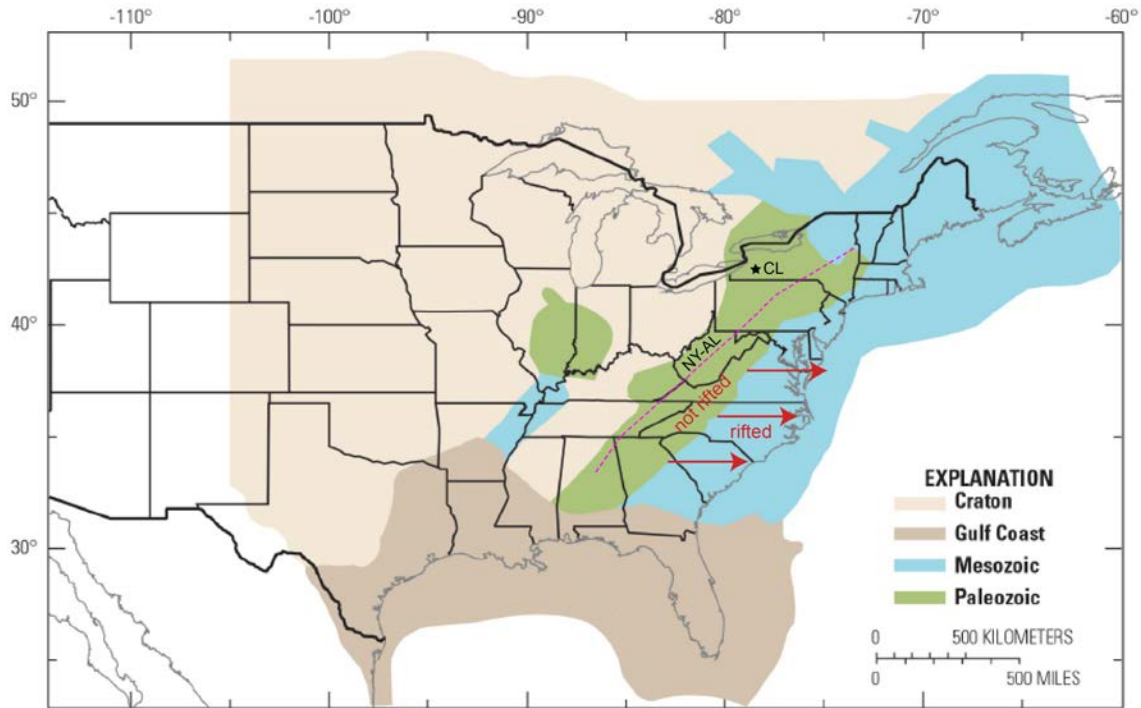 -110° -100° -90° -80° -70° -60°
50°
40°
30°
★CL
NY-AL
not rifted
rifted
EXPLANATION
Craton
Gulf Coast
Mesozoic
Paleozoic
0 500 KILOMETERS
0 500 MILES